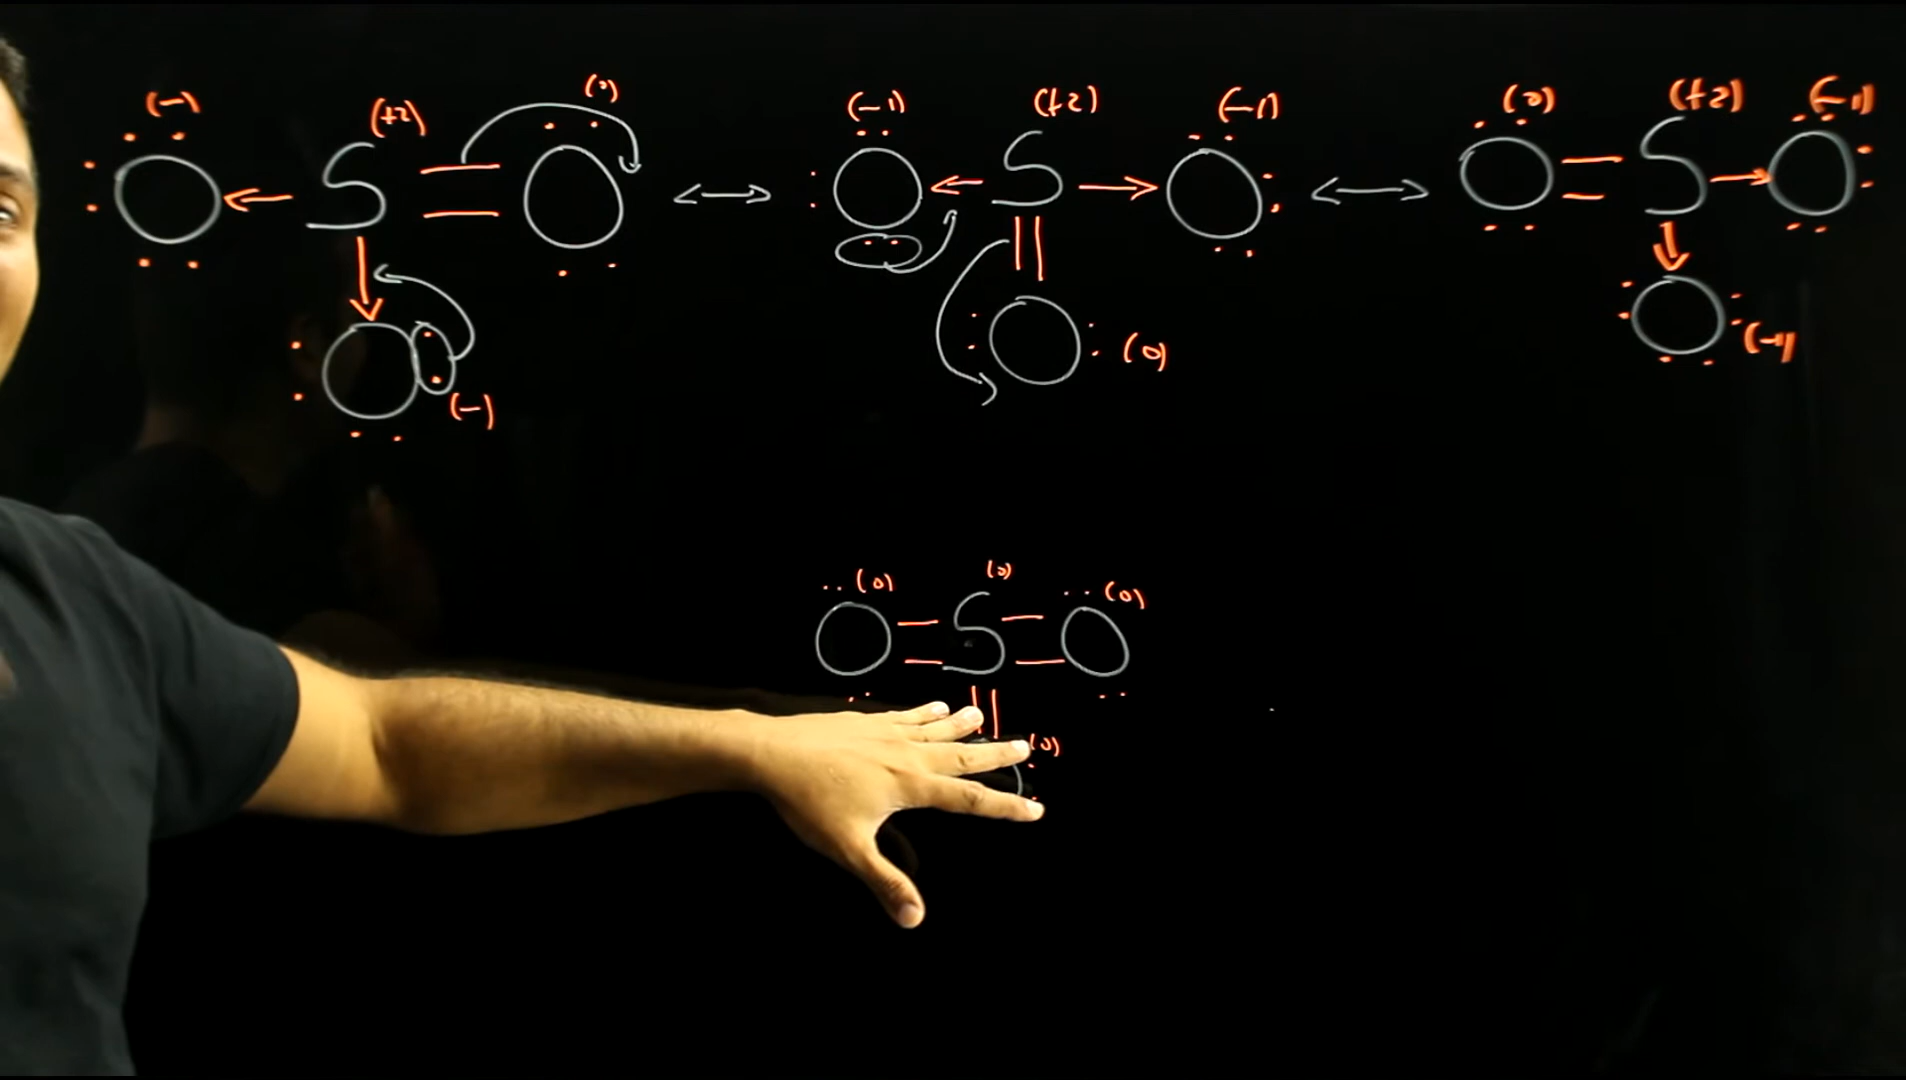 (-) (+2) (0) (-1) (+2) (-1) (0) (+2) (-1)
O ← S = O ↔ O ← S → O ↔ O = S → O
O (-) O (0) O (-1)
(0) (0) (0)
O = S = O
(0)